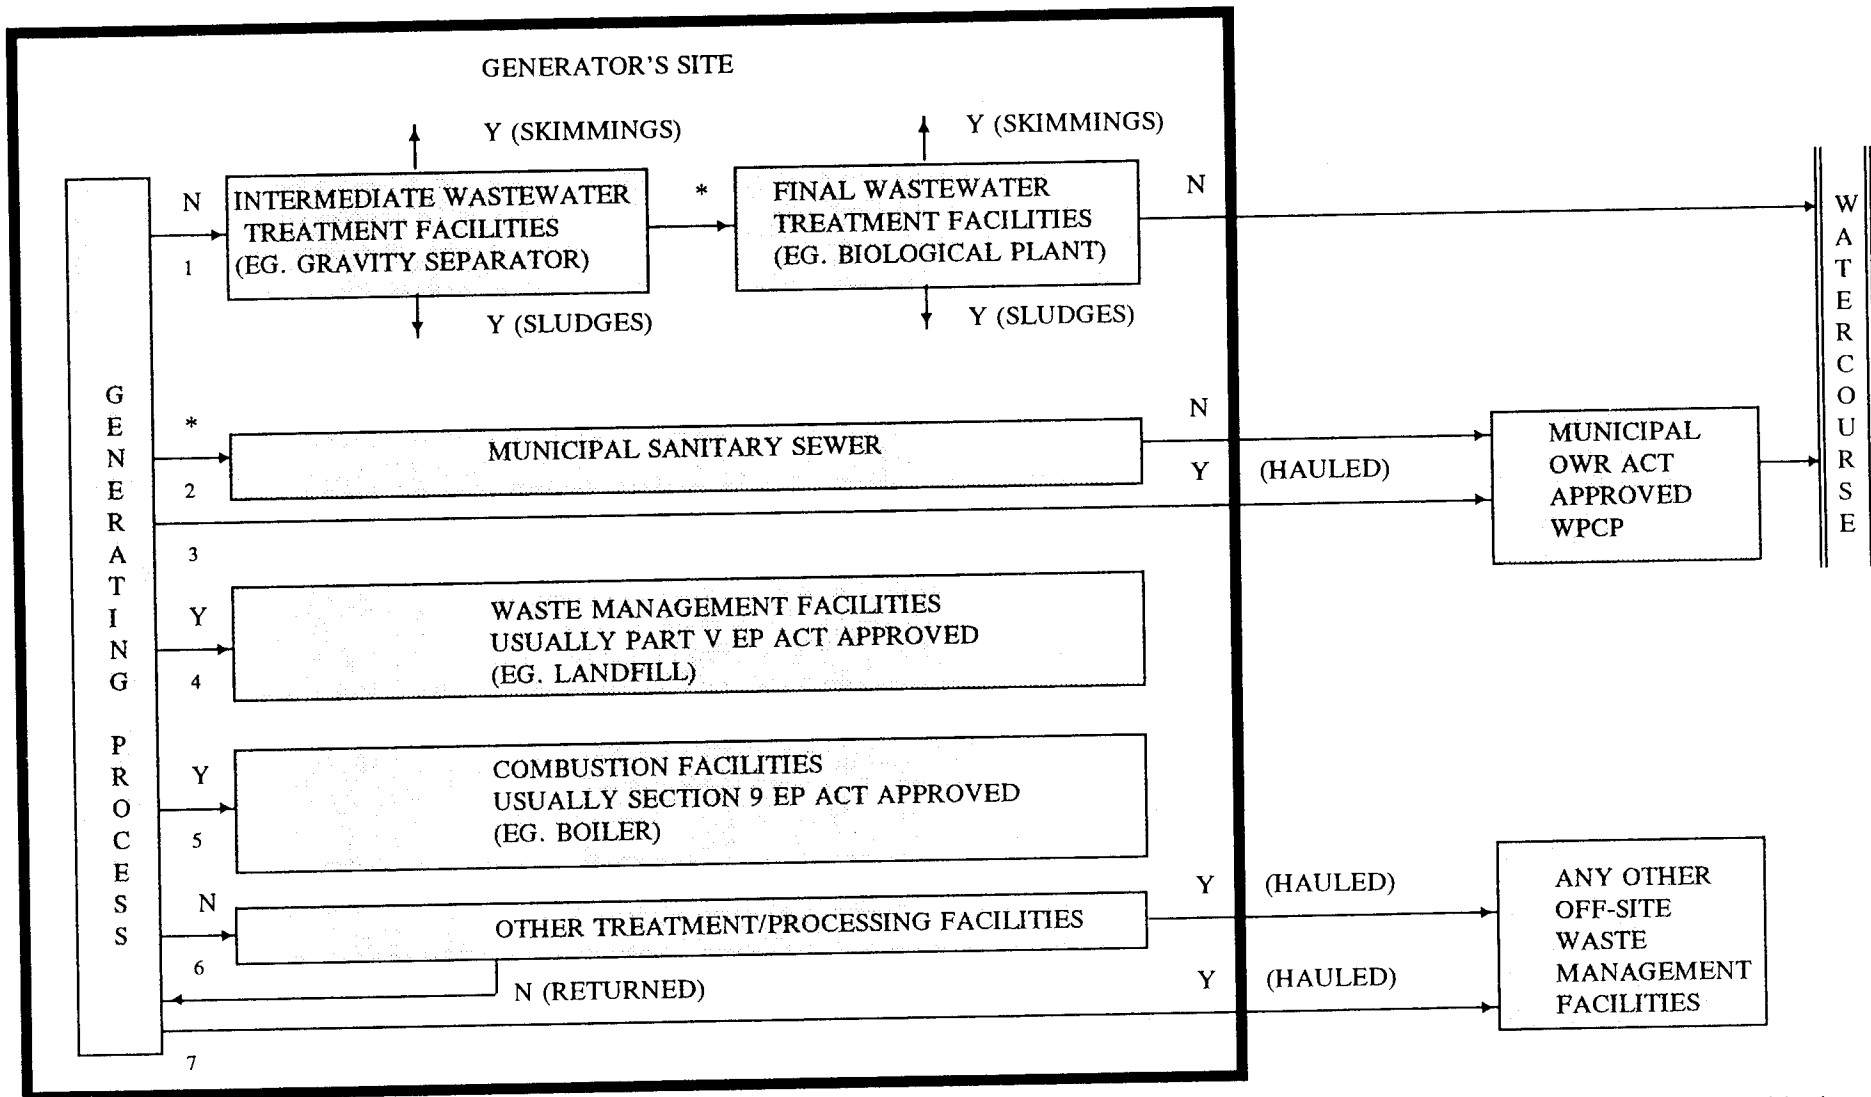 GENERATOR'S SITE
Y (SKIMMINGS)
Y (SKIMMINGS)
N
INTERMEDIATE WASTEWATER
TREATMENT FACILITIES
(EG. GRAVITY SEPARATOR)
1
*
FINAL WASTEWATER
TREATMENT FACILITIES
(EG. BIOLOGICAL PLANT)
N
Y (SLUDGES)
Y (SLUDGES)
WATERCOURSE
GENERATING PROCESS
*
2
MUNICIPAL SANITARY SEWER
N
Y (HAULED)
MUNICIPAL
OWR ACT
APPROVED
WPCP
3
Y
4
WASTE MANAGEMENT FACILITIES
USUALLY PART V EP ACT APPROVED
(EG. LANDFILL)
Y
5
COMBUSTION FACILITIES
USUALLY SECTION 9 EP ACT APPROVED
(EG. BOILER)
N
6
OTHER TREATMENT/PROCESSING FACILITIES
Y (HAULED)
N (RETURNED)
Y (HAULED)
7
ANY OTHER
OFF-SITE
WASTE
MANAGEMENT
FACILITIES